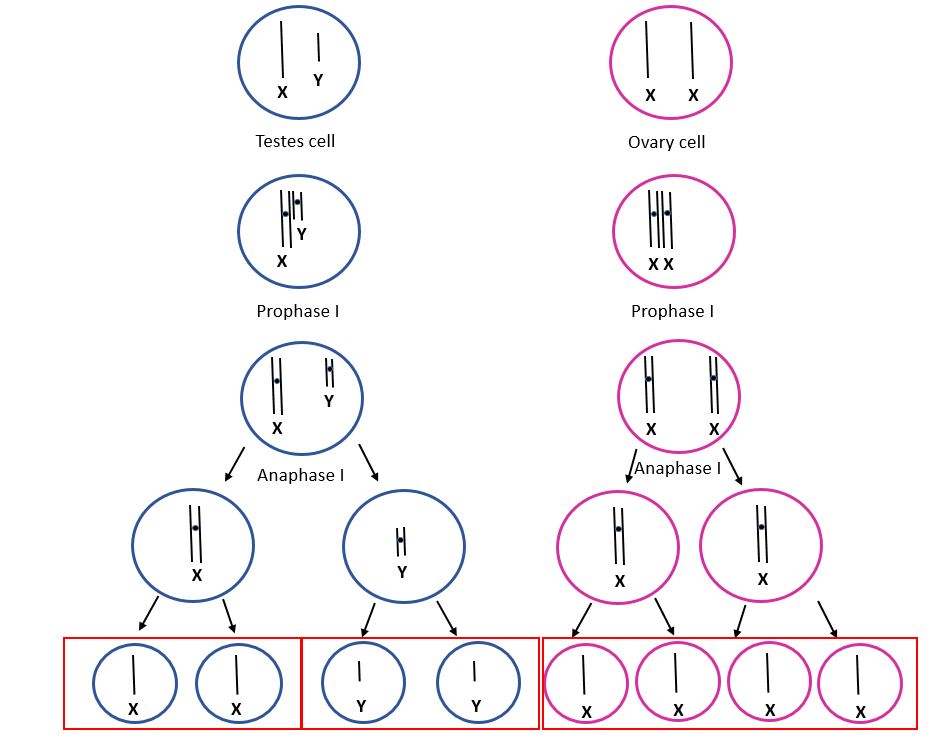 X Y X X
Testes cell Ovary cell
Y
X X X
Prophase I Prophase I
Y
X X X
Anaphase I Anaphase I
X Y X X
X X Y Y X X X X